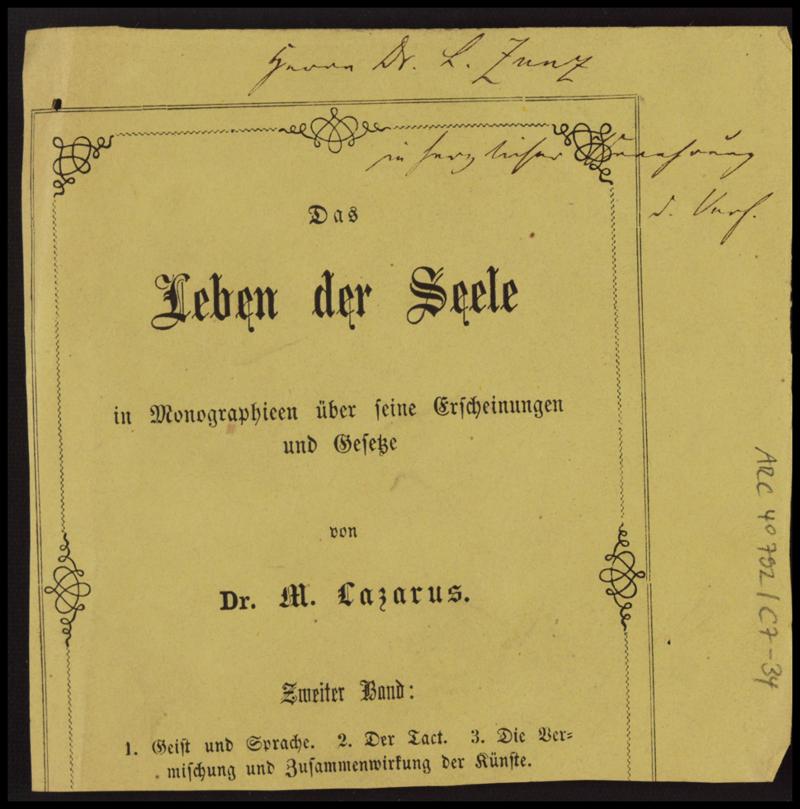 Herrn Dr. L. Zunz
in herzlicher Verehrung
d. Verf.
Das
Leben der Seele
in Monographieen über seine Erscheinungen
und Gesetze
von
Dr. M. Lazarus.
Zweiter Band:
1. Geist und Sprache. 2. Der Tact. 3. Die Ver-
mischung und Zusammenwirkung der Künste.
ARC 40792/C7-34